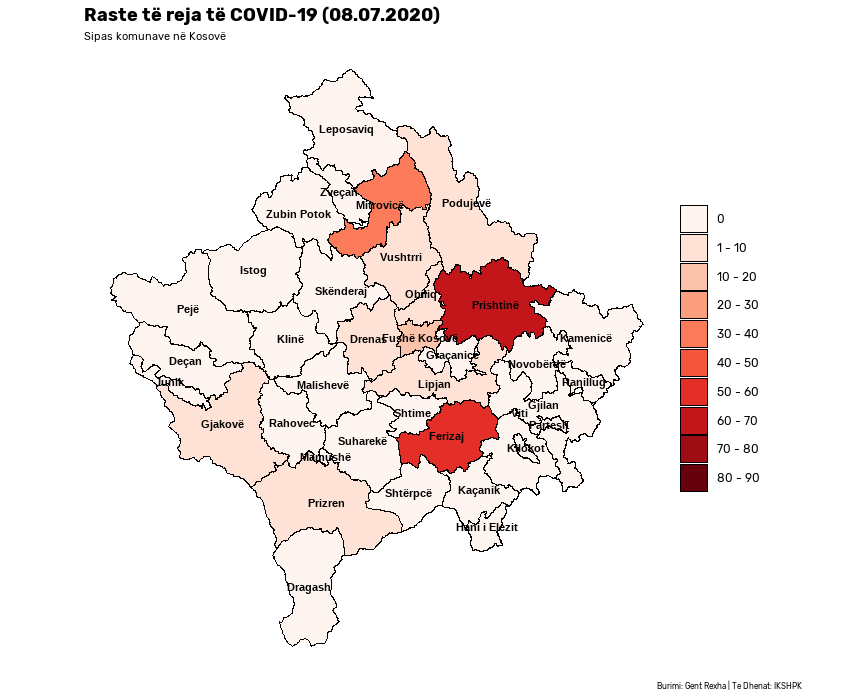 Raste të reja të COVID-19 (08.07.2020)
Sipas komunave në Kosovë
Leposaviq
Zveçan
Mitrovicë
Podujevë
Zubin Potok
Vushtrri
Istog
Skënderaj
Obiliq
Prishtinë
Pejë
Klinë
Drenas
Fushë Kosovë
Kamenicë
Graçanicë
Novobërdë
Deçan
Junik
Malishevë
Lipjan
Ranillug
Gjakovë
Rahovec
Shtime
Viti
Gjilan
Partesh
Suharekë
Ferizaj
Kllokot
Mamushë
Prizren
Shtërpcë
Kaçanik
Hani i Elezit
Dragash
0
1 - 10
10 - 20
20 - 30
30 - 40
40 - 50
50 - 60
60 - 70
70 - 80
80 - 90
Burimi: Gent Rexha | Te Dhenat: IKSHPK